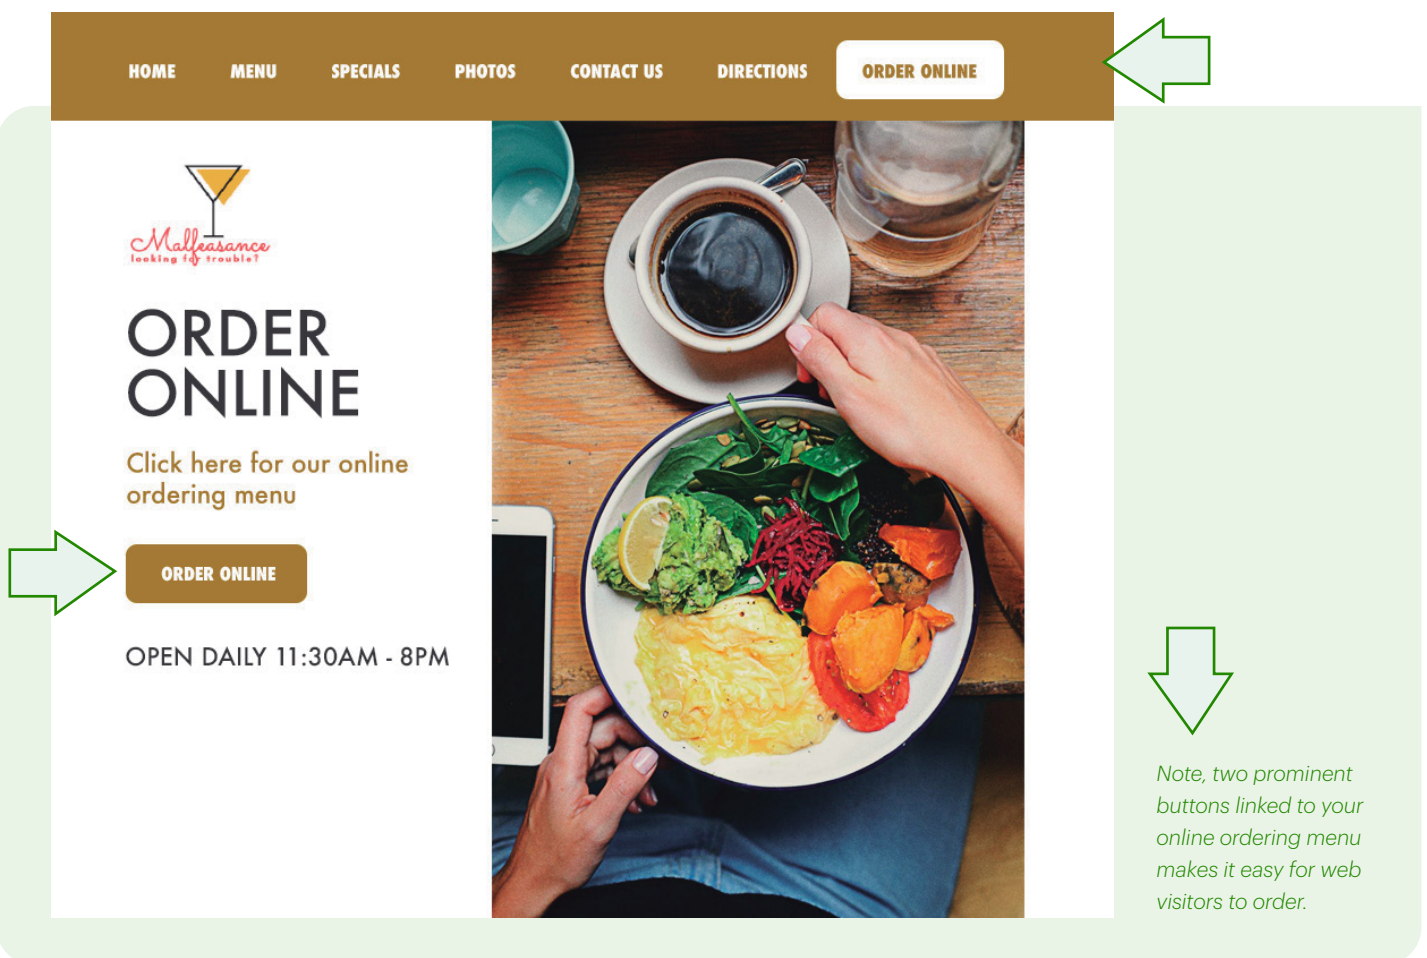 HOME MENU SPECIALS PHOTOS CONTACT US DIRECTIONS ORDER ONLINE
Malfeasance
looking for trouble?
ORDER
ONLINE
Click here for our online
ordering menu
ORDER ONLINE
OPEN DAILY 11:30AM - 8PM
Note, two prominent
buttons linked to your
online ordering menu
makes it easy for web
visitors to order.